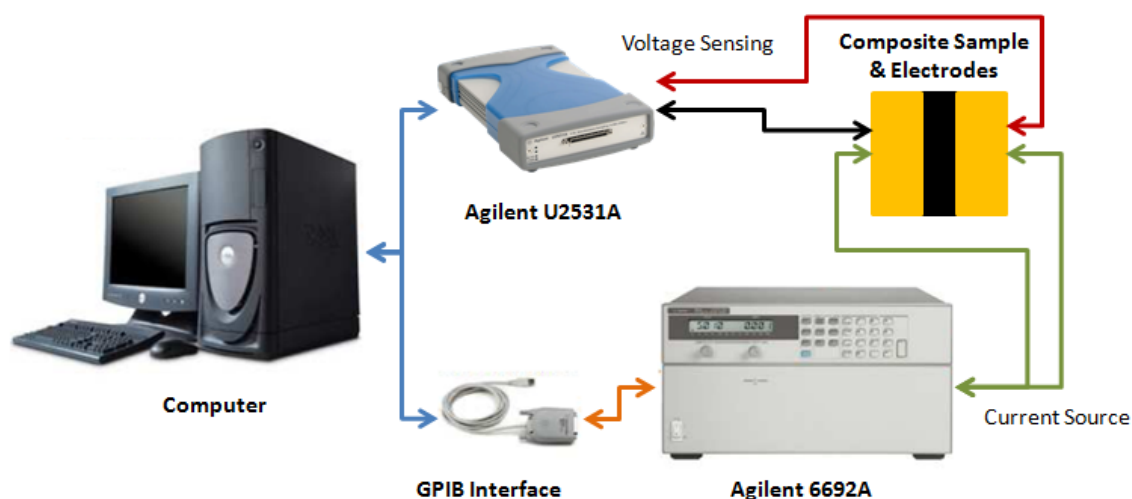 Voltage Sensing
Composite Sample
& Electrodes
Agilent U2531A
Computer
Current Source
GPIB Interface
Agilent 6692A